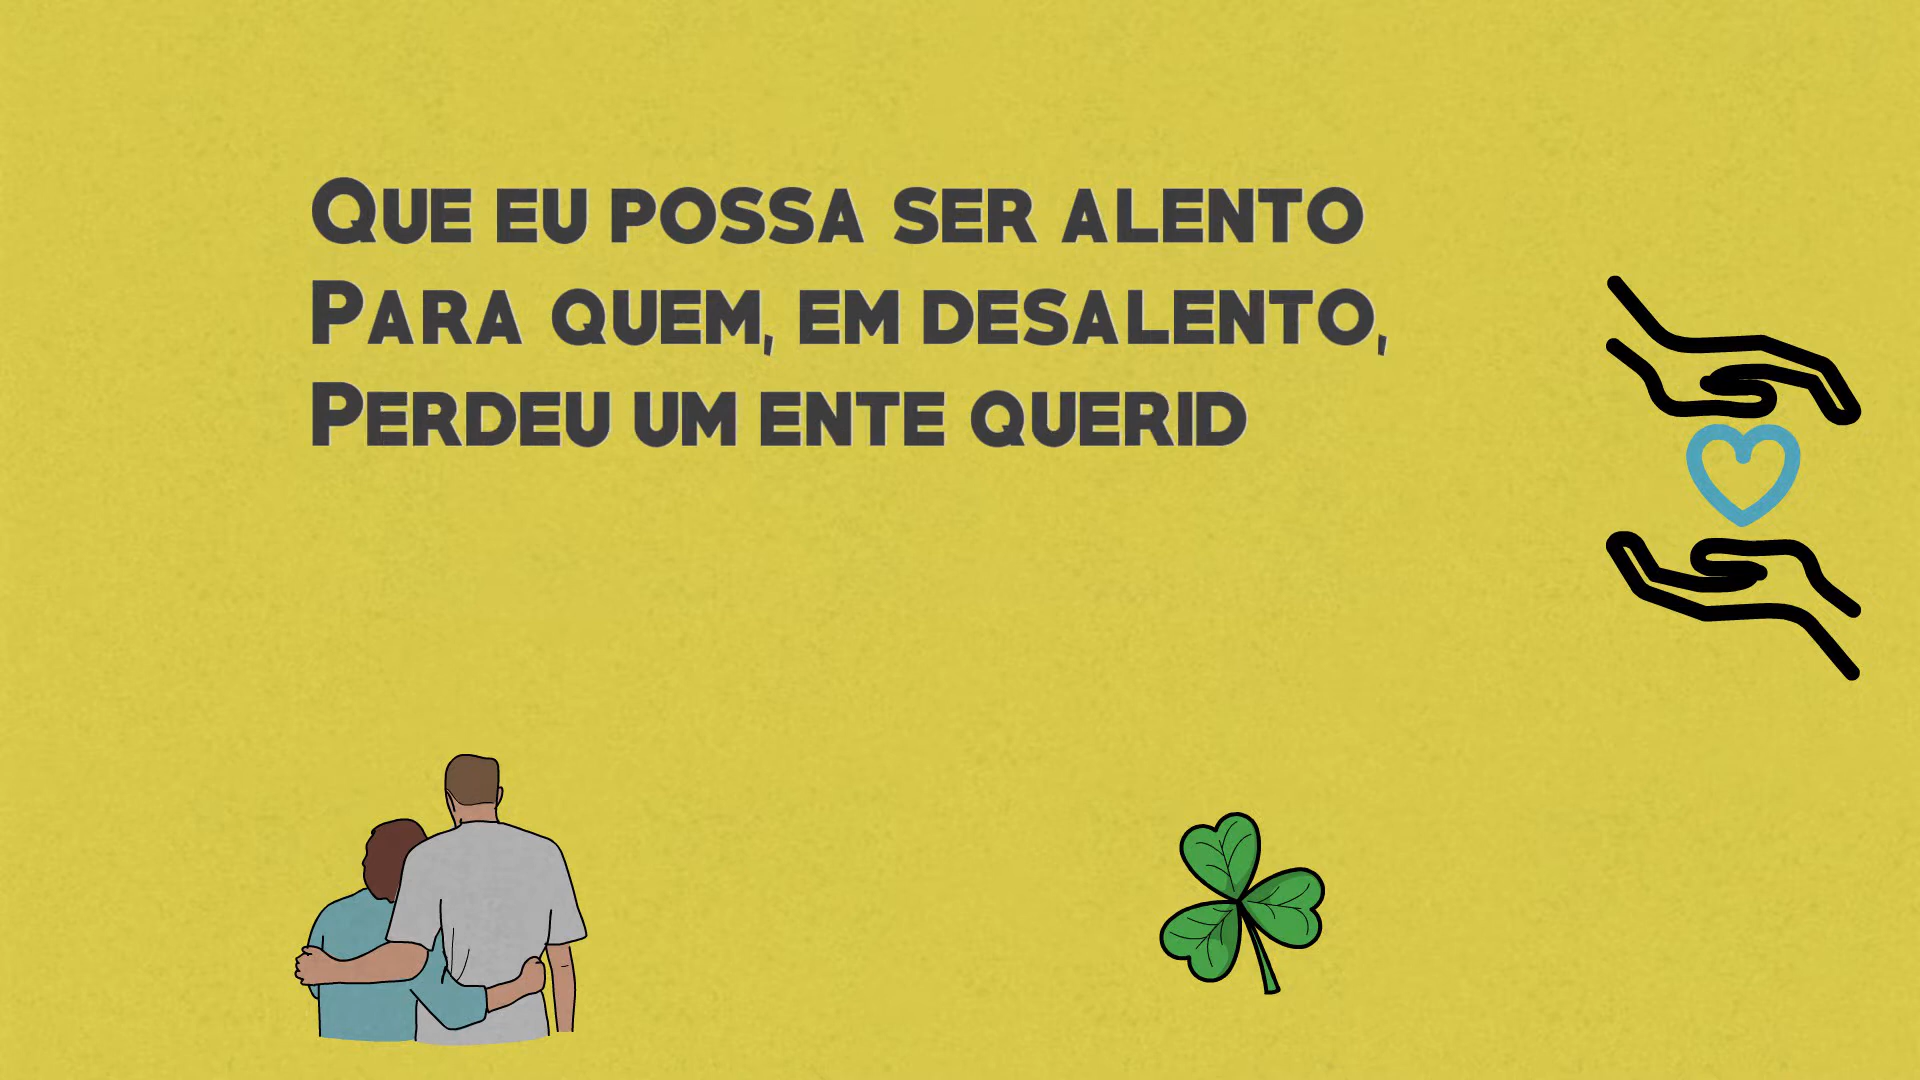 Que eu possa ser alento
Para quem, em desalento,
Perdeu um ente querid